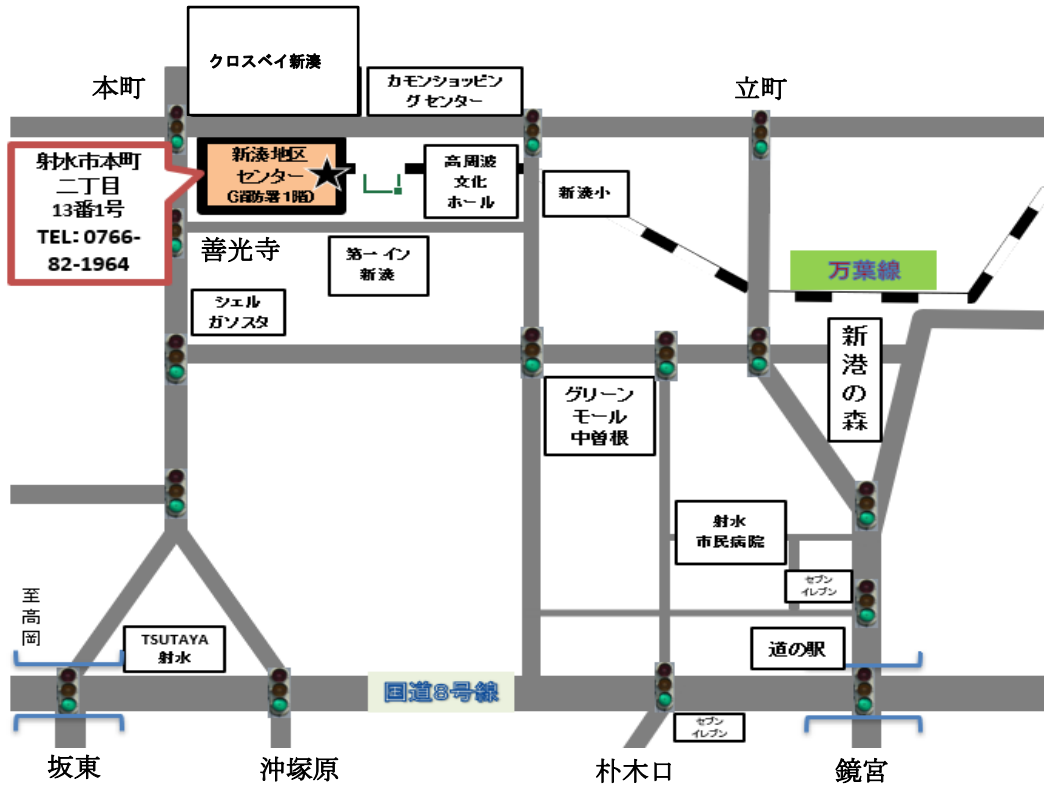 クロスベイ新湊
本町
カモンショッピン
グセンター
立町
射水市本町
二丁目
13番1号
TEL：0766-
82-1964
新湊地区
センター
(消防署1階)
高周波
文化
ホール
新湊小
善光寺
第一イン
新湊
万葉線
シェル
ガソスタ
新港の森
グリーン
モール
中曽根
射水
市民病院
セブン
イレブン
至高岡
TSUTAYA
射水
道の駅
国道8号線
セブン
イレブン
坂東
沖塚原
朴木口
鏡宮